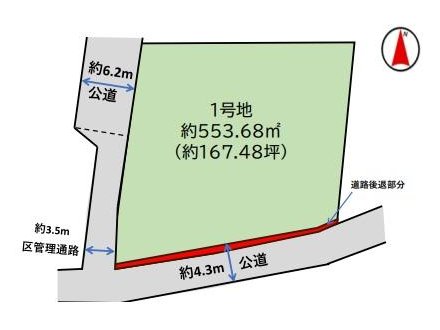 N
約6.2m
公道
1号地
約553.68㎡
（約167.48坪）
道路後退部分
約3.5m
区管理通路
約4.3m 公道